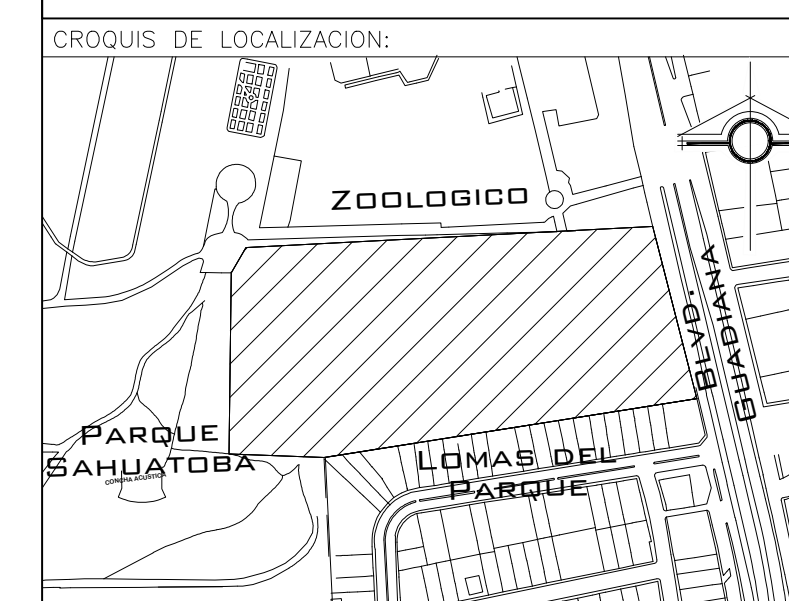 CROQUIS DE LOCALIZACION:
ZOOLOGICO
BLVD.
GUADIANA
PARQUE
SAHUATOBA
CONCHA ACUSTICA
LOMAS DEL
PARQUE